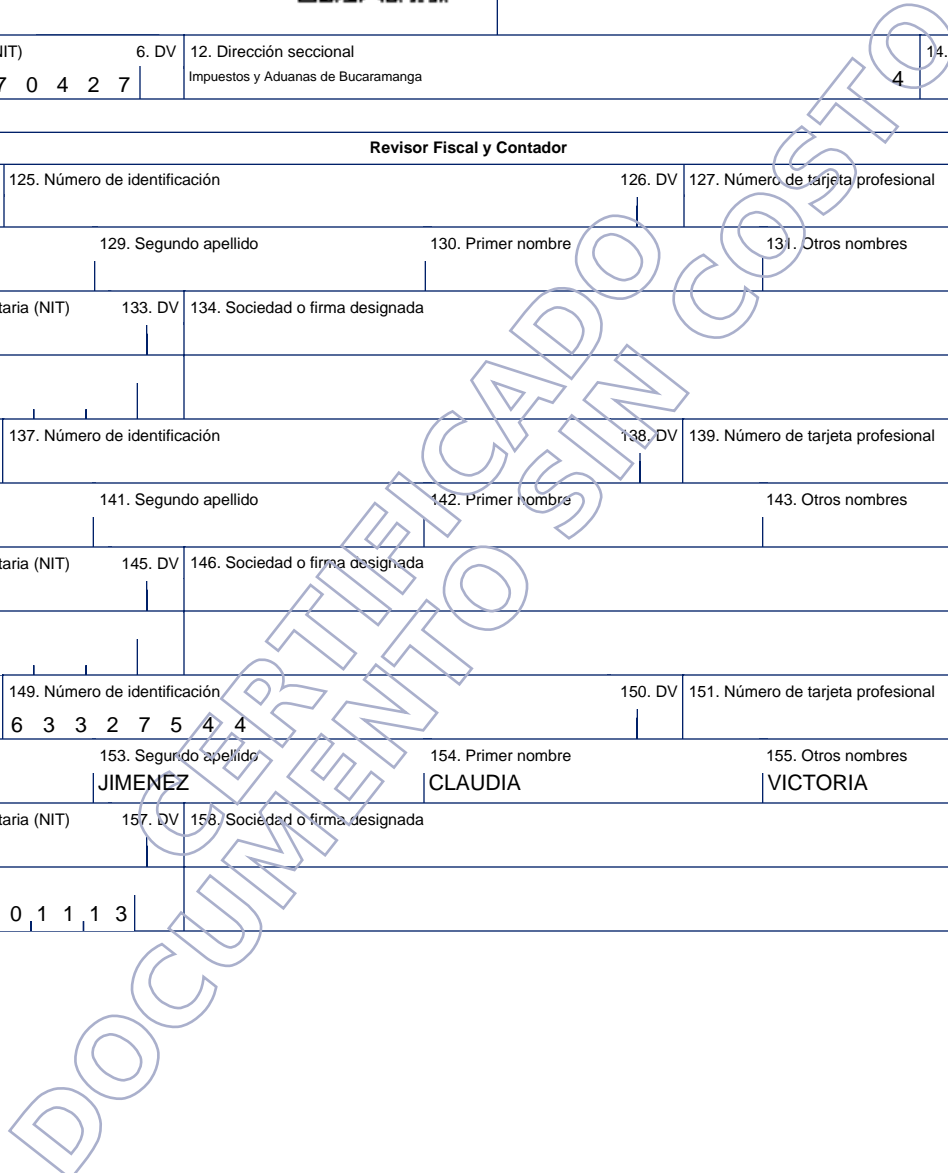 6. DV 12. Dirección seccional 14.
0 4 2 7 Impuestos y Aduanas de Bucaramanga 4
Revisor Fiscal y Contador
125. Número de identificación 126. DV 127. Número de tarjeta profesional
129. Segundo apellido 130. Primer nombre 131. Otros nombres
(NIT) 133. DV 134. Sociedad o firma designada
137. Número de identificación 138. DV 139. Número de tarjeta profesional
141. Segundo apellido 142. Primer nombre 143. Otros nombres
(NIT) 145. DV 146. Sociedad o firma designada
149. Número de identificación 150. DV 151. Número de tarjeta profesional
6 3 3 2 7 5 4 4
153. Segundo apellido 154. Primer nombre 155. Otros nombres
JIMENEZ CLAUDIA VICTORIA
(NIT) 157. DV 158. Sociedad o firma designada
0 1 1 1 3
CERTIFICADO
DOCUMENTO SIN COSTO